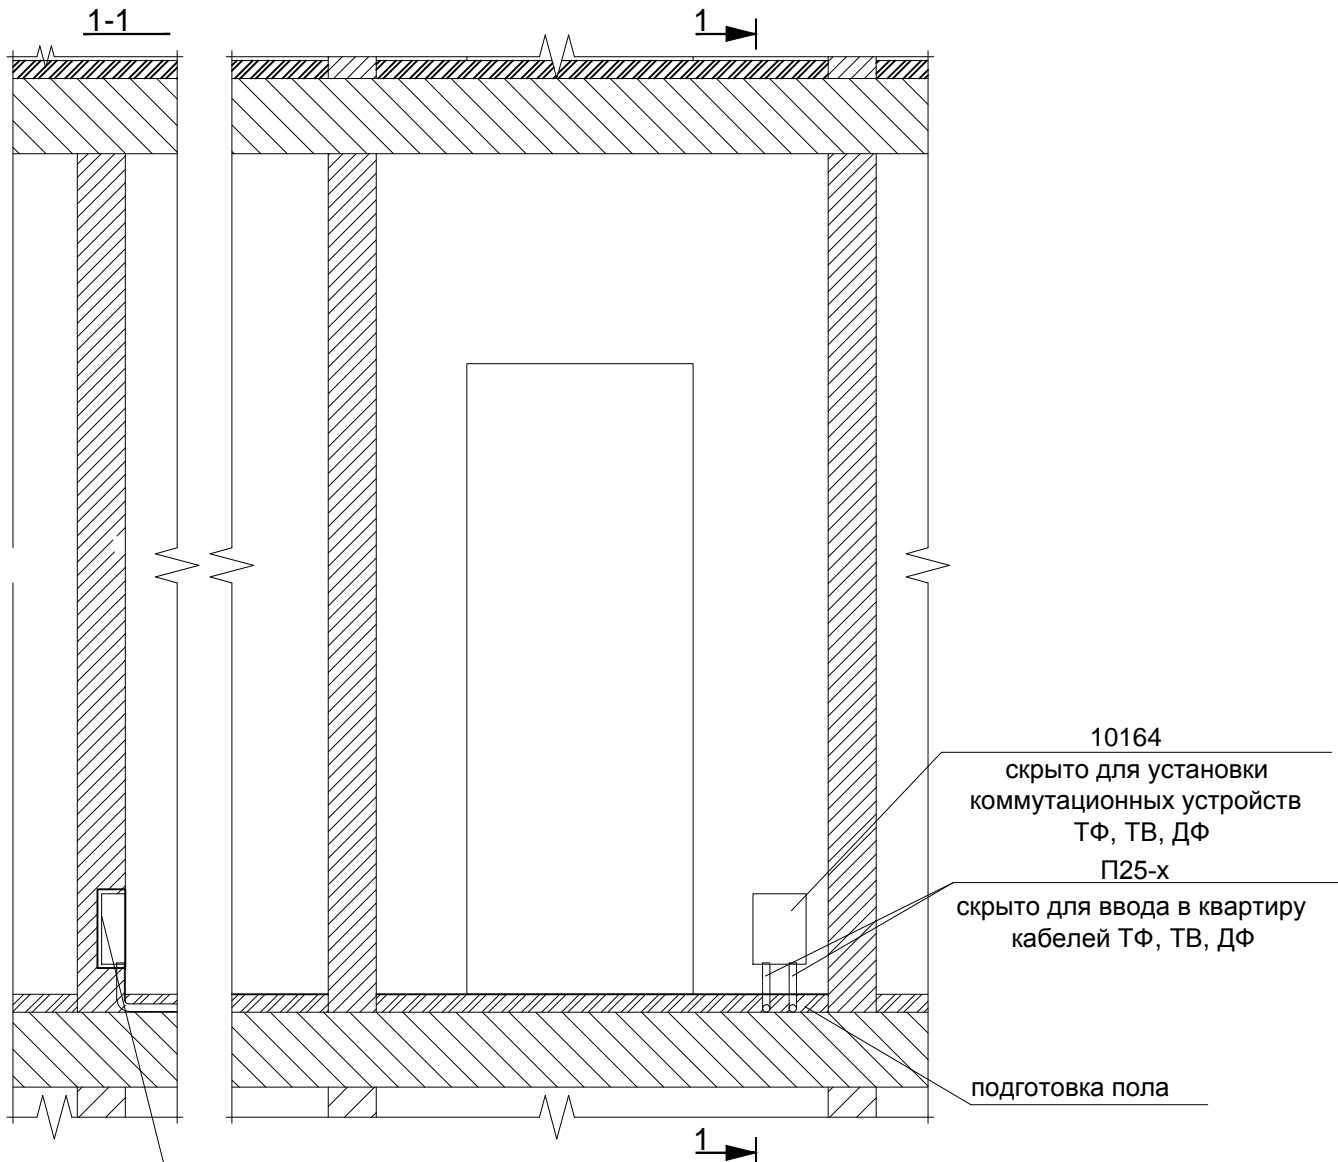 1-1
1
10164
скрыто для установки
коммутационных устройств
ТФ, ТВ, ДФ
П25-х
скрыто для ввода в квартиру
кабелей ТФ, ТВ, ДФ
подготовка пола
1